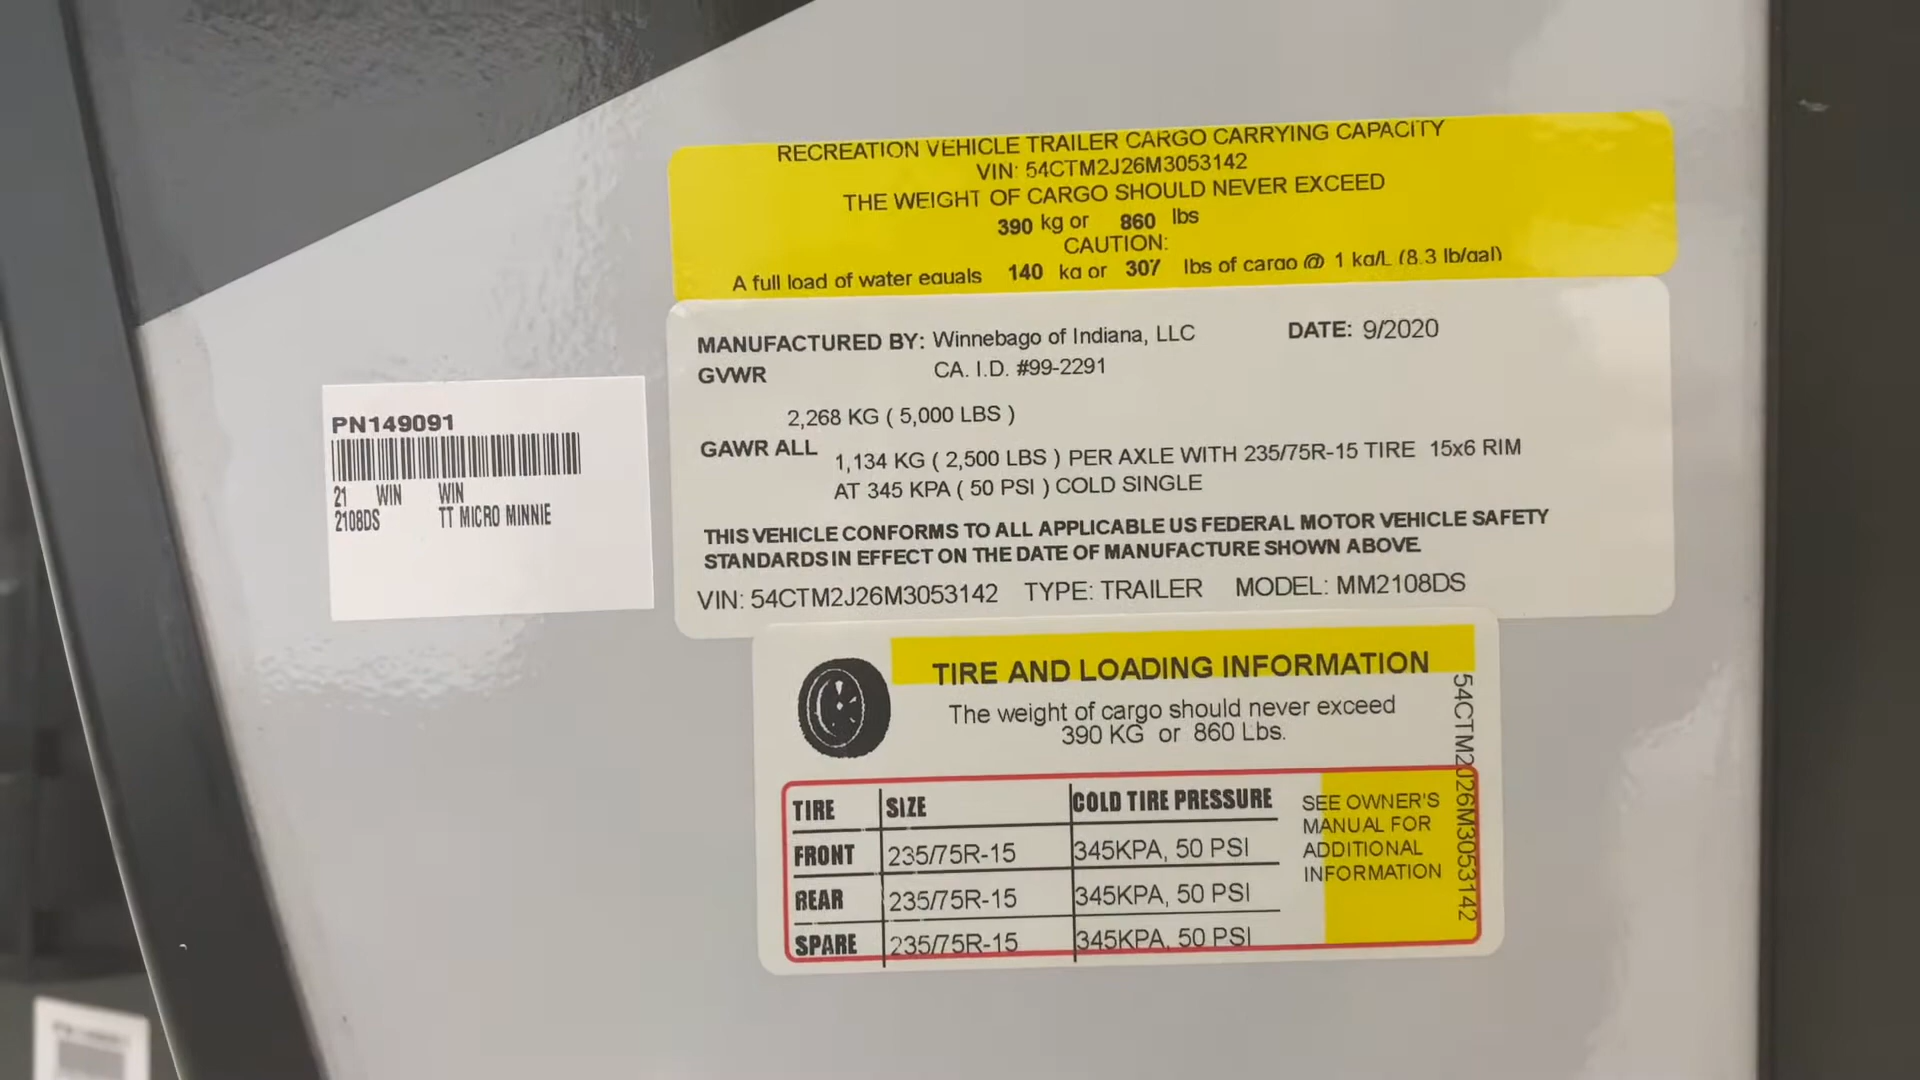 RECREATION VEHICLE TRAILER CARGO CARRYING CAPACITY
VIN: 54CTM2J26M3053142
THE WEIGHT OF CARGO SHOULD NEVER EXCEED
390 kg or 860 lbs
CAUTION:
A full load of water equals 140 kg or 307 lbs of cargo @ 1 kg/L (8.3 lb/gal)
MANUFACTURED BY: Winnebago of Indiana, LLC DATE: 9/2020
GVWR CA. I.D. #99-2291
2,268 KG ( 5,000 LBS )
GAWR ALL 1,134 KG ( 2,500 LBS ) PER AXLE WITH 235/75R-15 TIRE 15x6 RIM
AT 345 KPA ( 50 PSI ) COLD SINGLE
THIS VEHICLE CONFORMS TO ALL APPLICABLE US FEDERAL MOTOR VEHICLE SAFETY
STANDARDS IN EFFECT ON THE DATE OF MANUFACTURE SHOWN ABOVE
VIN: 54CTM2J26M3053142 TYPE: TRAILER MODEL: MM2108DS
PN149091
21 WIN WIN
2108DS TT MICRO MINNIE
TIRE AND LOADING INFORMATION
The weight of cargo should never exceed
390 KG or 860 Lbs.
TIRE SIZE COLD TIRE PRESSURE
FRONT 235/75R-15 345KPA, 50 PSI
REAR 235/75R-15 345KPA, 50 PSI
SPARE 235/75R-15 345KPA, 50 PSI
SEE OWNER'S
MANUAL FOR
ADDITIONAL
INFORMATION
54CTM2J26M3053142